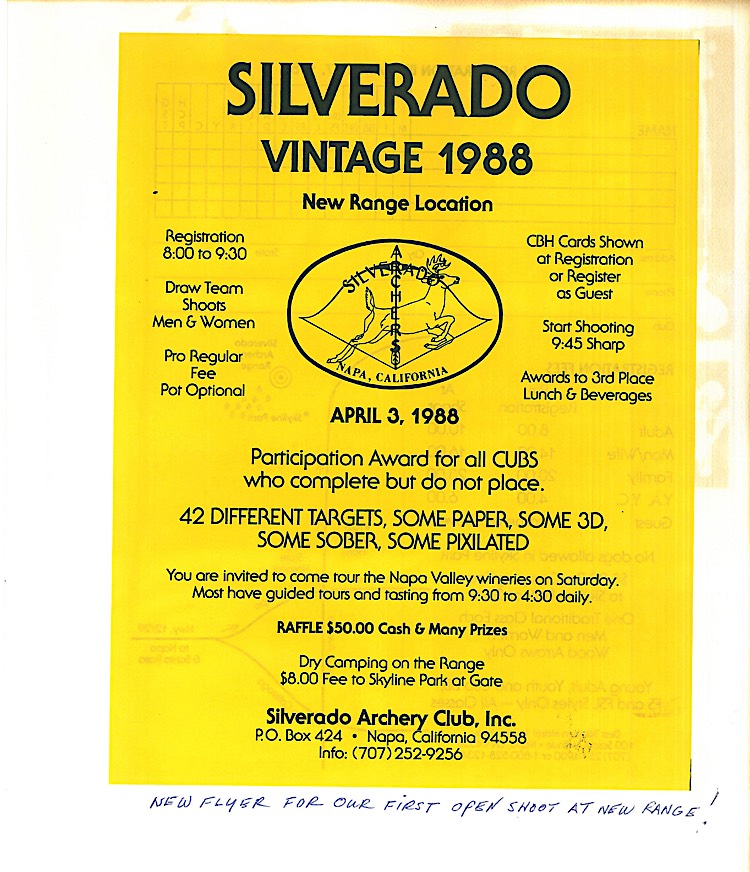 SILVERADO
VINTAGE 1988
New Range Location
Registration
8:00 to 9:30
Draw Team
Shoots
Men & Women
Pro Regular
Fee
Pot Optional
SILVERADO
ARCHERS
NAPA, CALIFORNIA
CBH Cards Shown
at Registration
or Register
as Guest
Start Shooting
9:45 Sharp
Awards to 3rd Place
Lunch & Beverages
APRIL 3, 1988
Participation Award for all CUBS
who complete but do not place.
42 DIFFERENT TARGETS, SOME PAPER, SOME 3D,
SOME SOBER, SOME PIXILATED
You are invited to come tour the Napa Valley wineries on Saturday.
Most have guided tours and tasting from 9:30 to 4:30 daily.
RAFFLE $50.00 Cash & Many Prizes
Dry Camping on the Range
$8.00 Fee to Skyline Park at Gate
Silverado Archery Club, Inc.
P.O. Box 424 • Napa, California 94558
Info: (707) 252-9256
NEW FLYER FOR OUR FIRST OPEN SHOOT AT NEW RANGE!